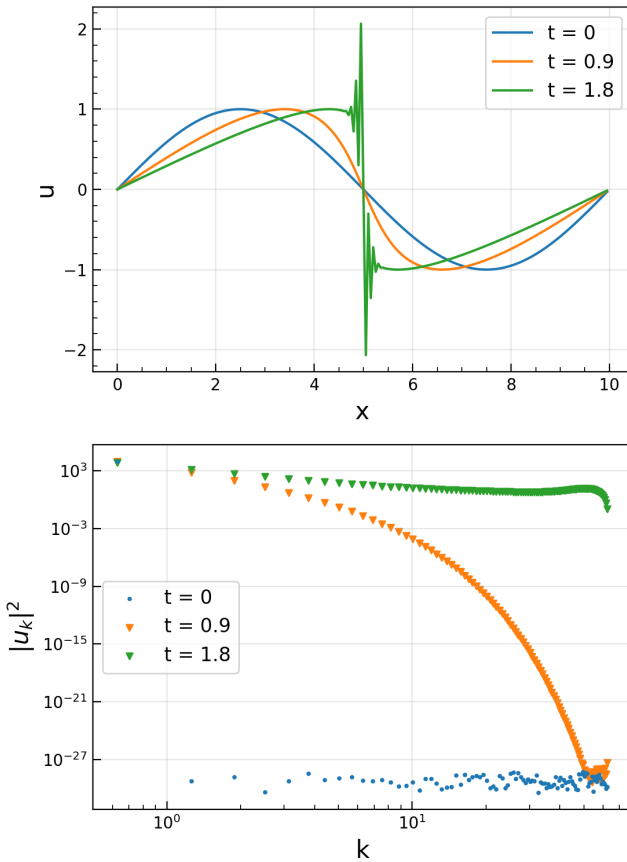 2
1
0
−1
−2
u
t = 0
t = 0.9
t = 1.8
0 2 4 6 8 10
x
10^3
10^−3
10^−9
10^−15
10^−21
10^−27
|u_k|^2
t = 0
t = 0.9
t = 1.8
10^0 10^1
k